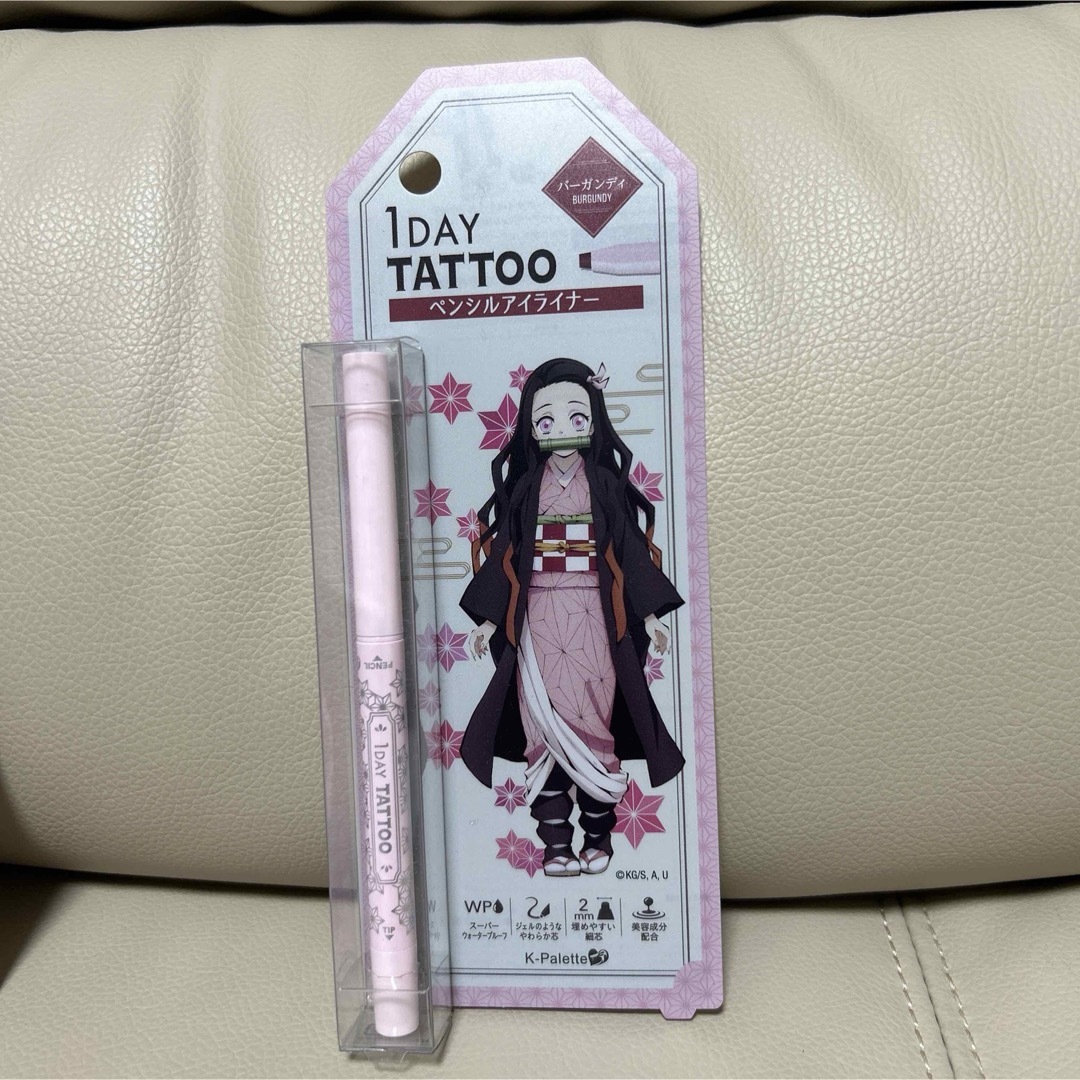 バーガンディ
BURGUNDY
1DAY
TATTOO
ペンシルアイライナー
PENCIL
1DAY TATTOO
TIP
©KG/S, A, U
WP
スーパー
ウォータープルーフ
ジェルのような
やわらか芯
2
mm
埋めやすい
細芯
美容成分
配合
K-Palette